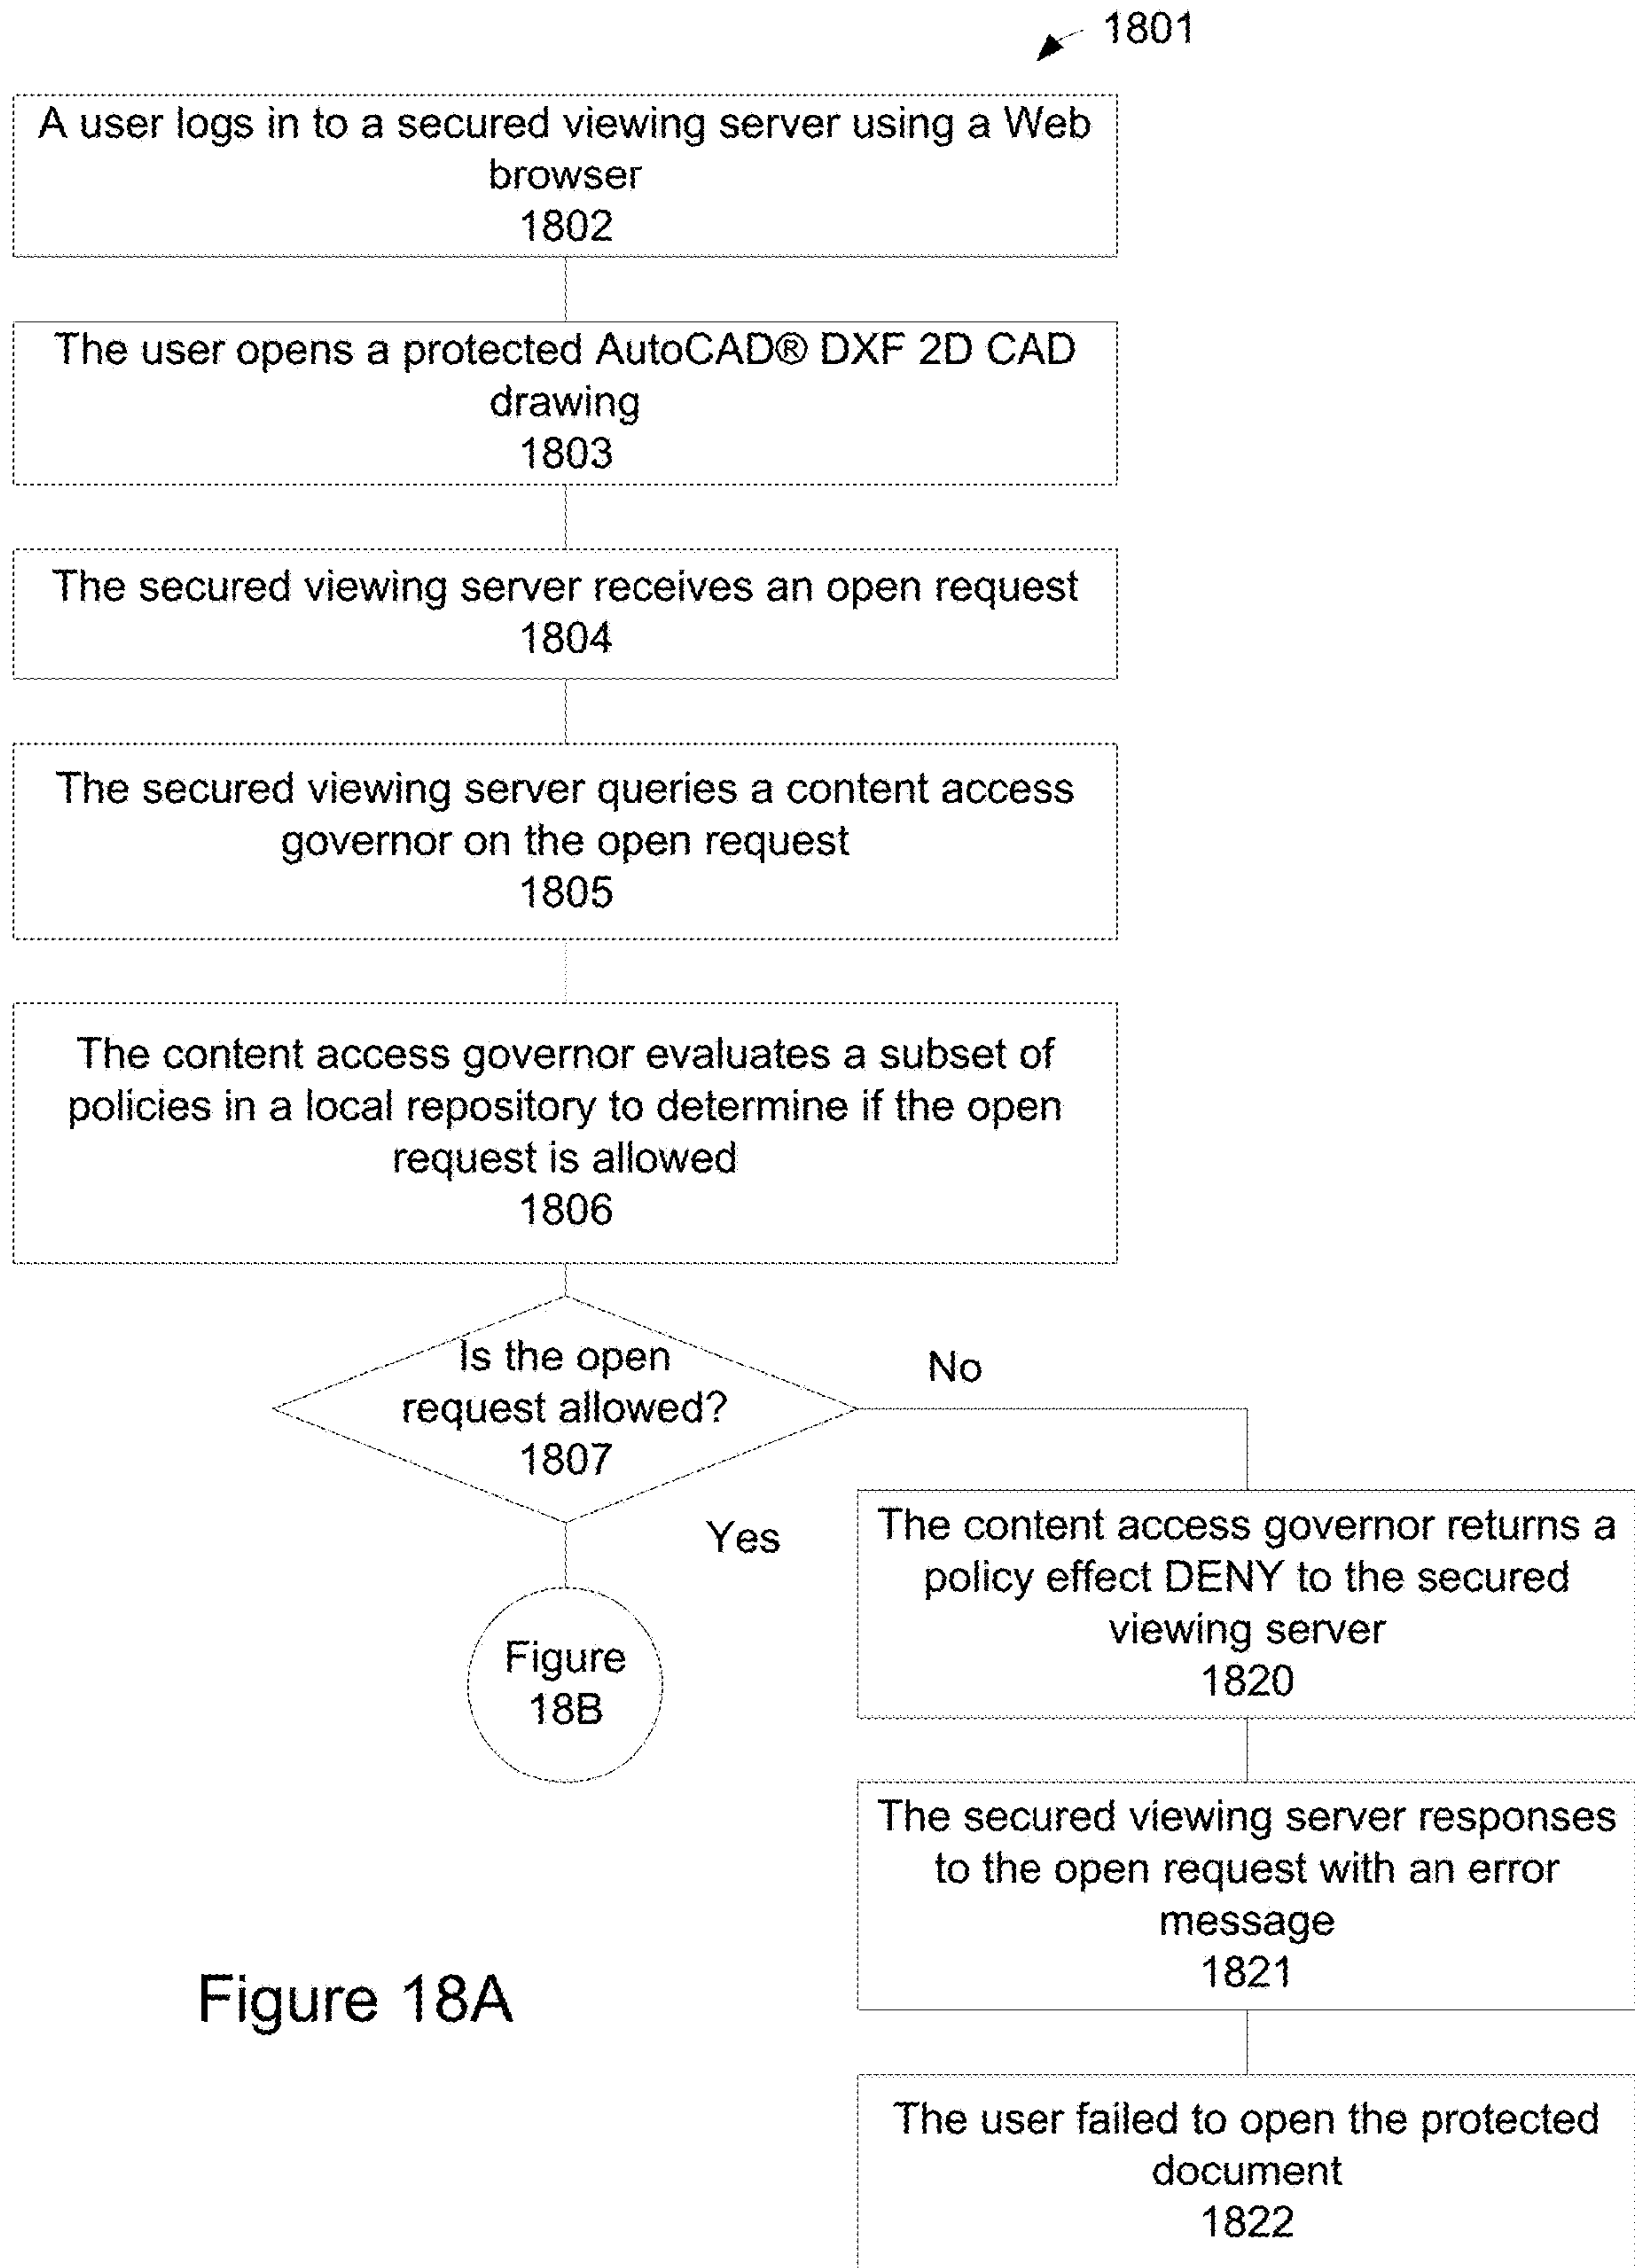 1801
A user logs in to a secured viewing server using a Web
browser
1802
The user opens a protected AutoCAD® DXF 2D CAD
drawing
1803
The secured viewing server receives an open request
1804
The secured viewing server queries a content access
governor on the open request
1805
The content access governor evaluates a subset of
policies in a local repository to determine if the open
request is allowed
1806
Is the open
request allowed?
1807
No
Yes
Figure
18B
The content access governor returns a
policy effect DENY to the secured
viewing server
1820
The secured viewing server responses
to the open request with an error
message
1821
The user failed to open the protected
document
1822
Figure 18A